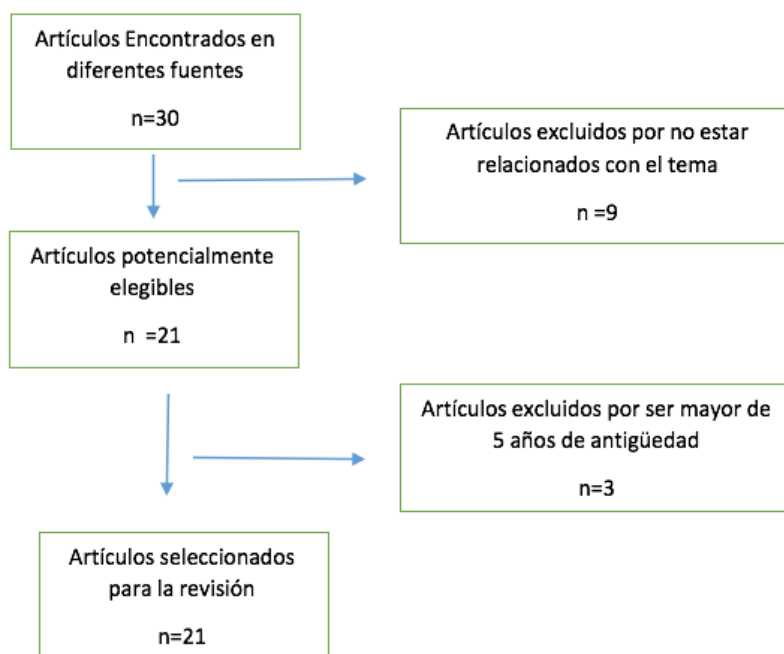 Artículos Encontrados en
diferentes fuentes
n=30
Artículos excluidos por no estar
relacionados con el tema
n =9
Artículos potencialmente
elegibles
n  =21
Artículos excluidos por ser mayor de
5 años de antigüedad
n=3
Artículos seleccionados
para la revisión
n=21